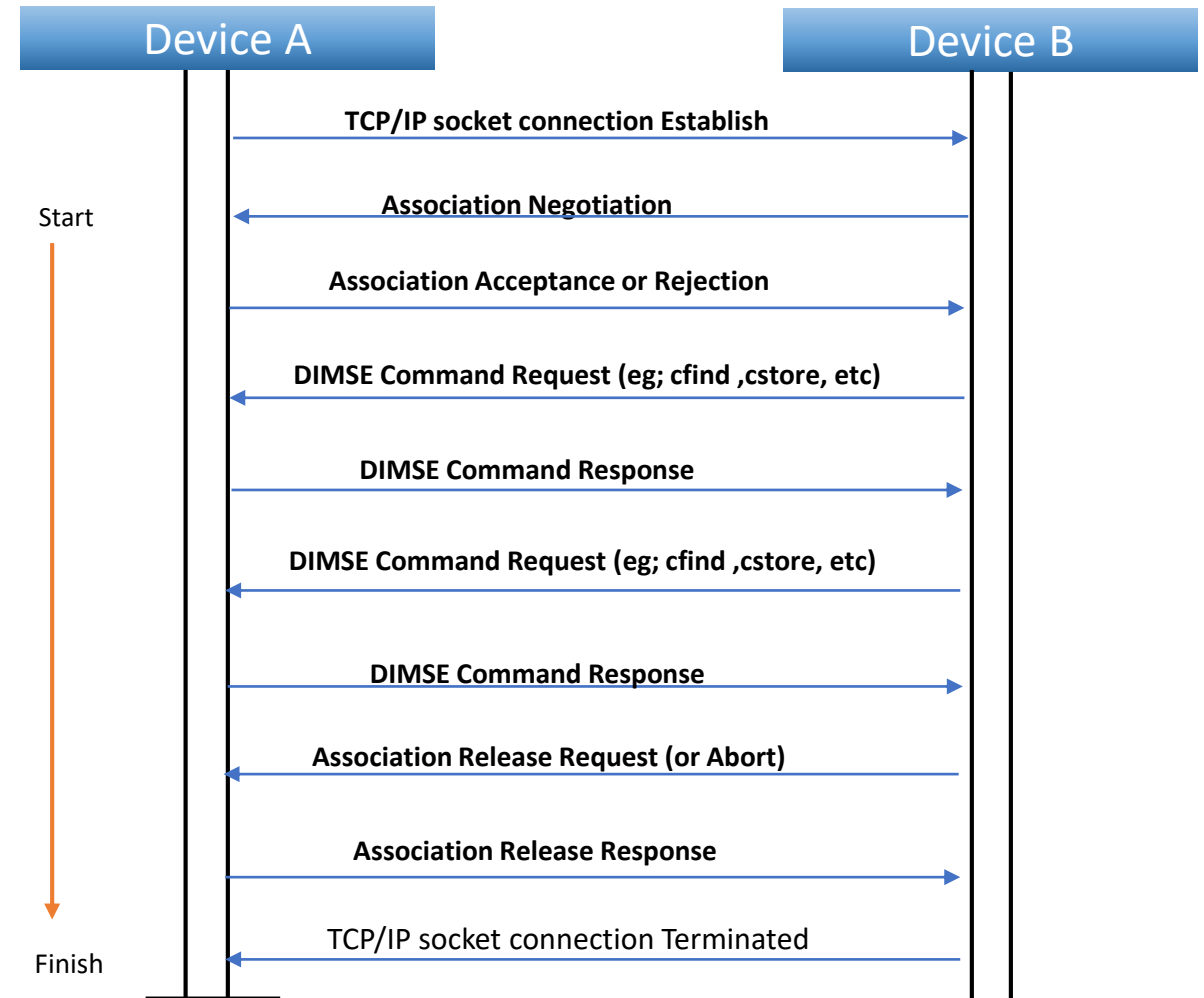 Device A
Device B
TCP/IP socket connection Establish
Association Negotiation
Start
Association Acceptance or Rejection
DIMSE Command Request (eg; cfind ,cstore, etc)
DIMSE Command Response
DIMSE Command Request (eg; cfind ,cstore, etc)
DIMSE Command Response
Association Release Request (or Abort)
Association Release Response
TCP/IP socket connection Terminated
Finish